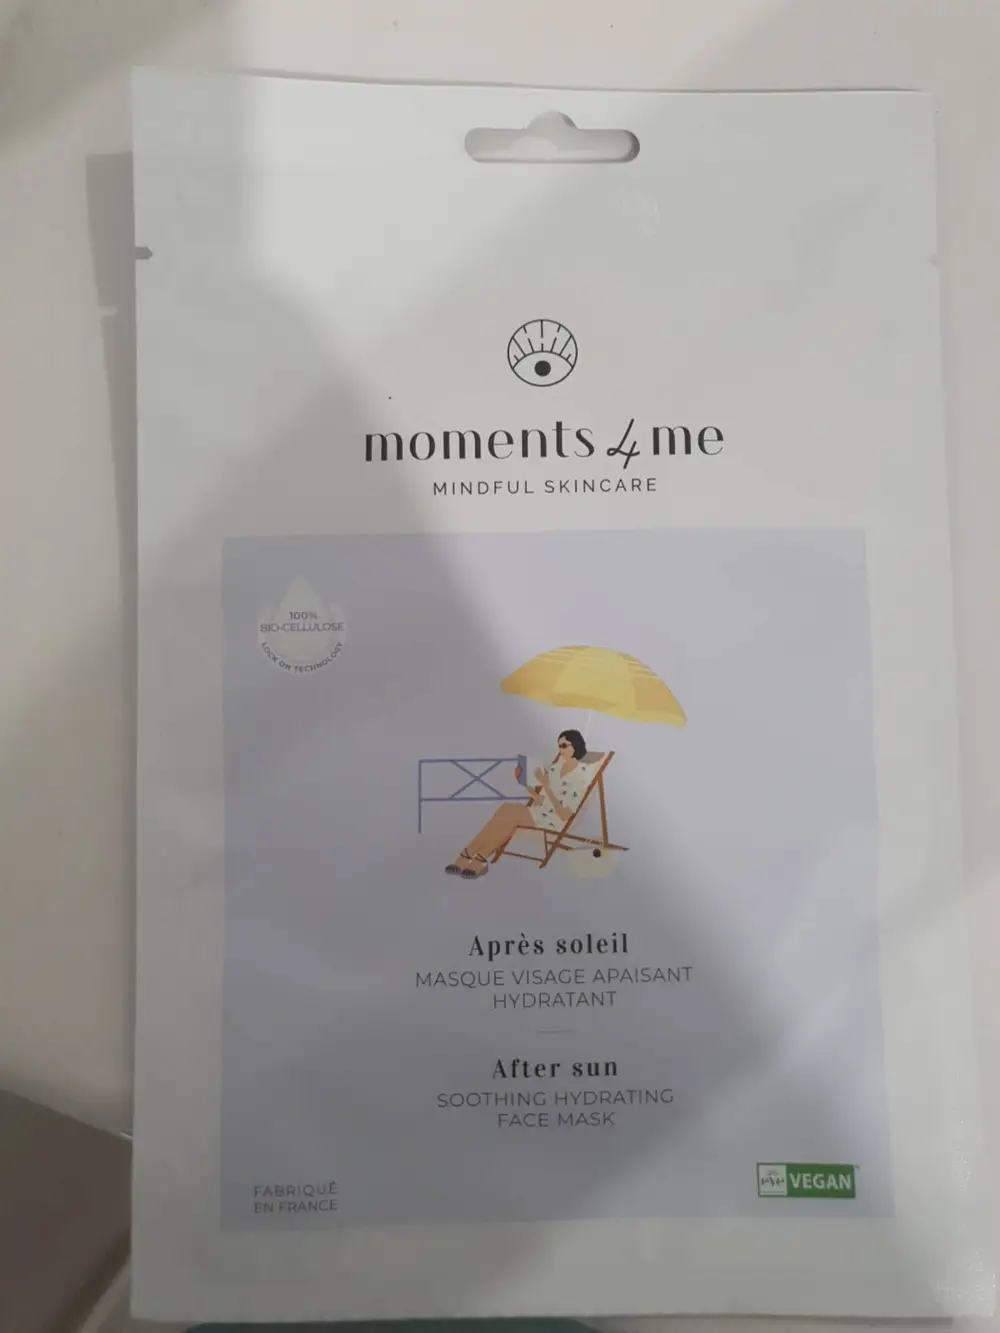 moments 4 me
MINDFUL SKINCARE
100%
BIO-CELLULOSE
LOCK ON TECHNOLOGY
Après soleil
MASQUE VISAGE APAISANT
HYDRATANT
After sun
SOOTHING HYDRATING
FACE MASK
FABRIQUÉ
EN FRANCE
eve VEGAN